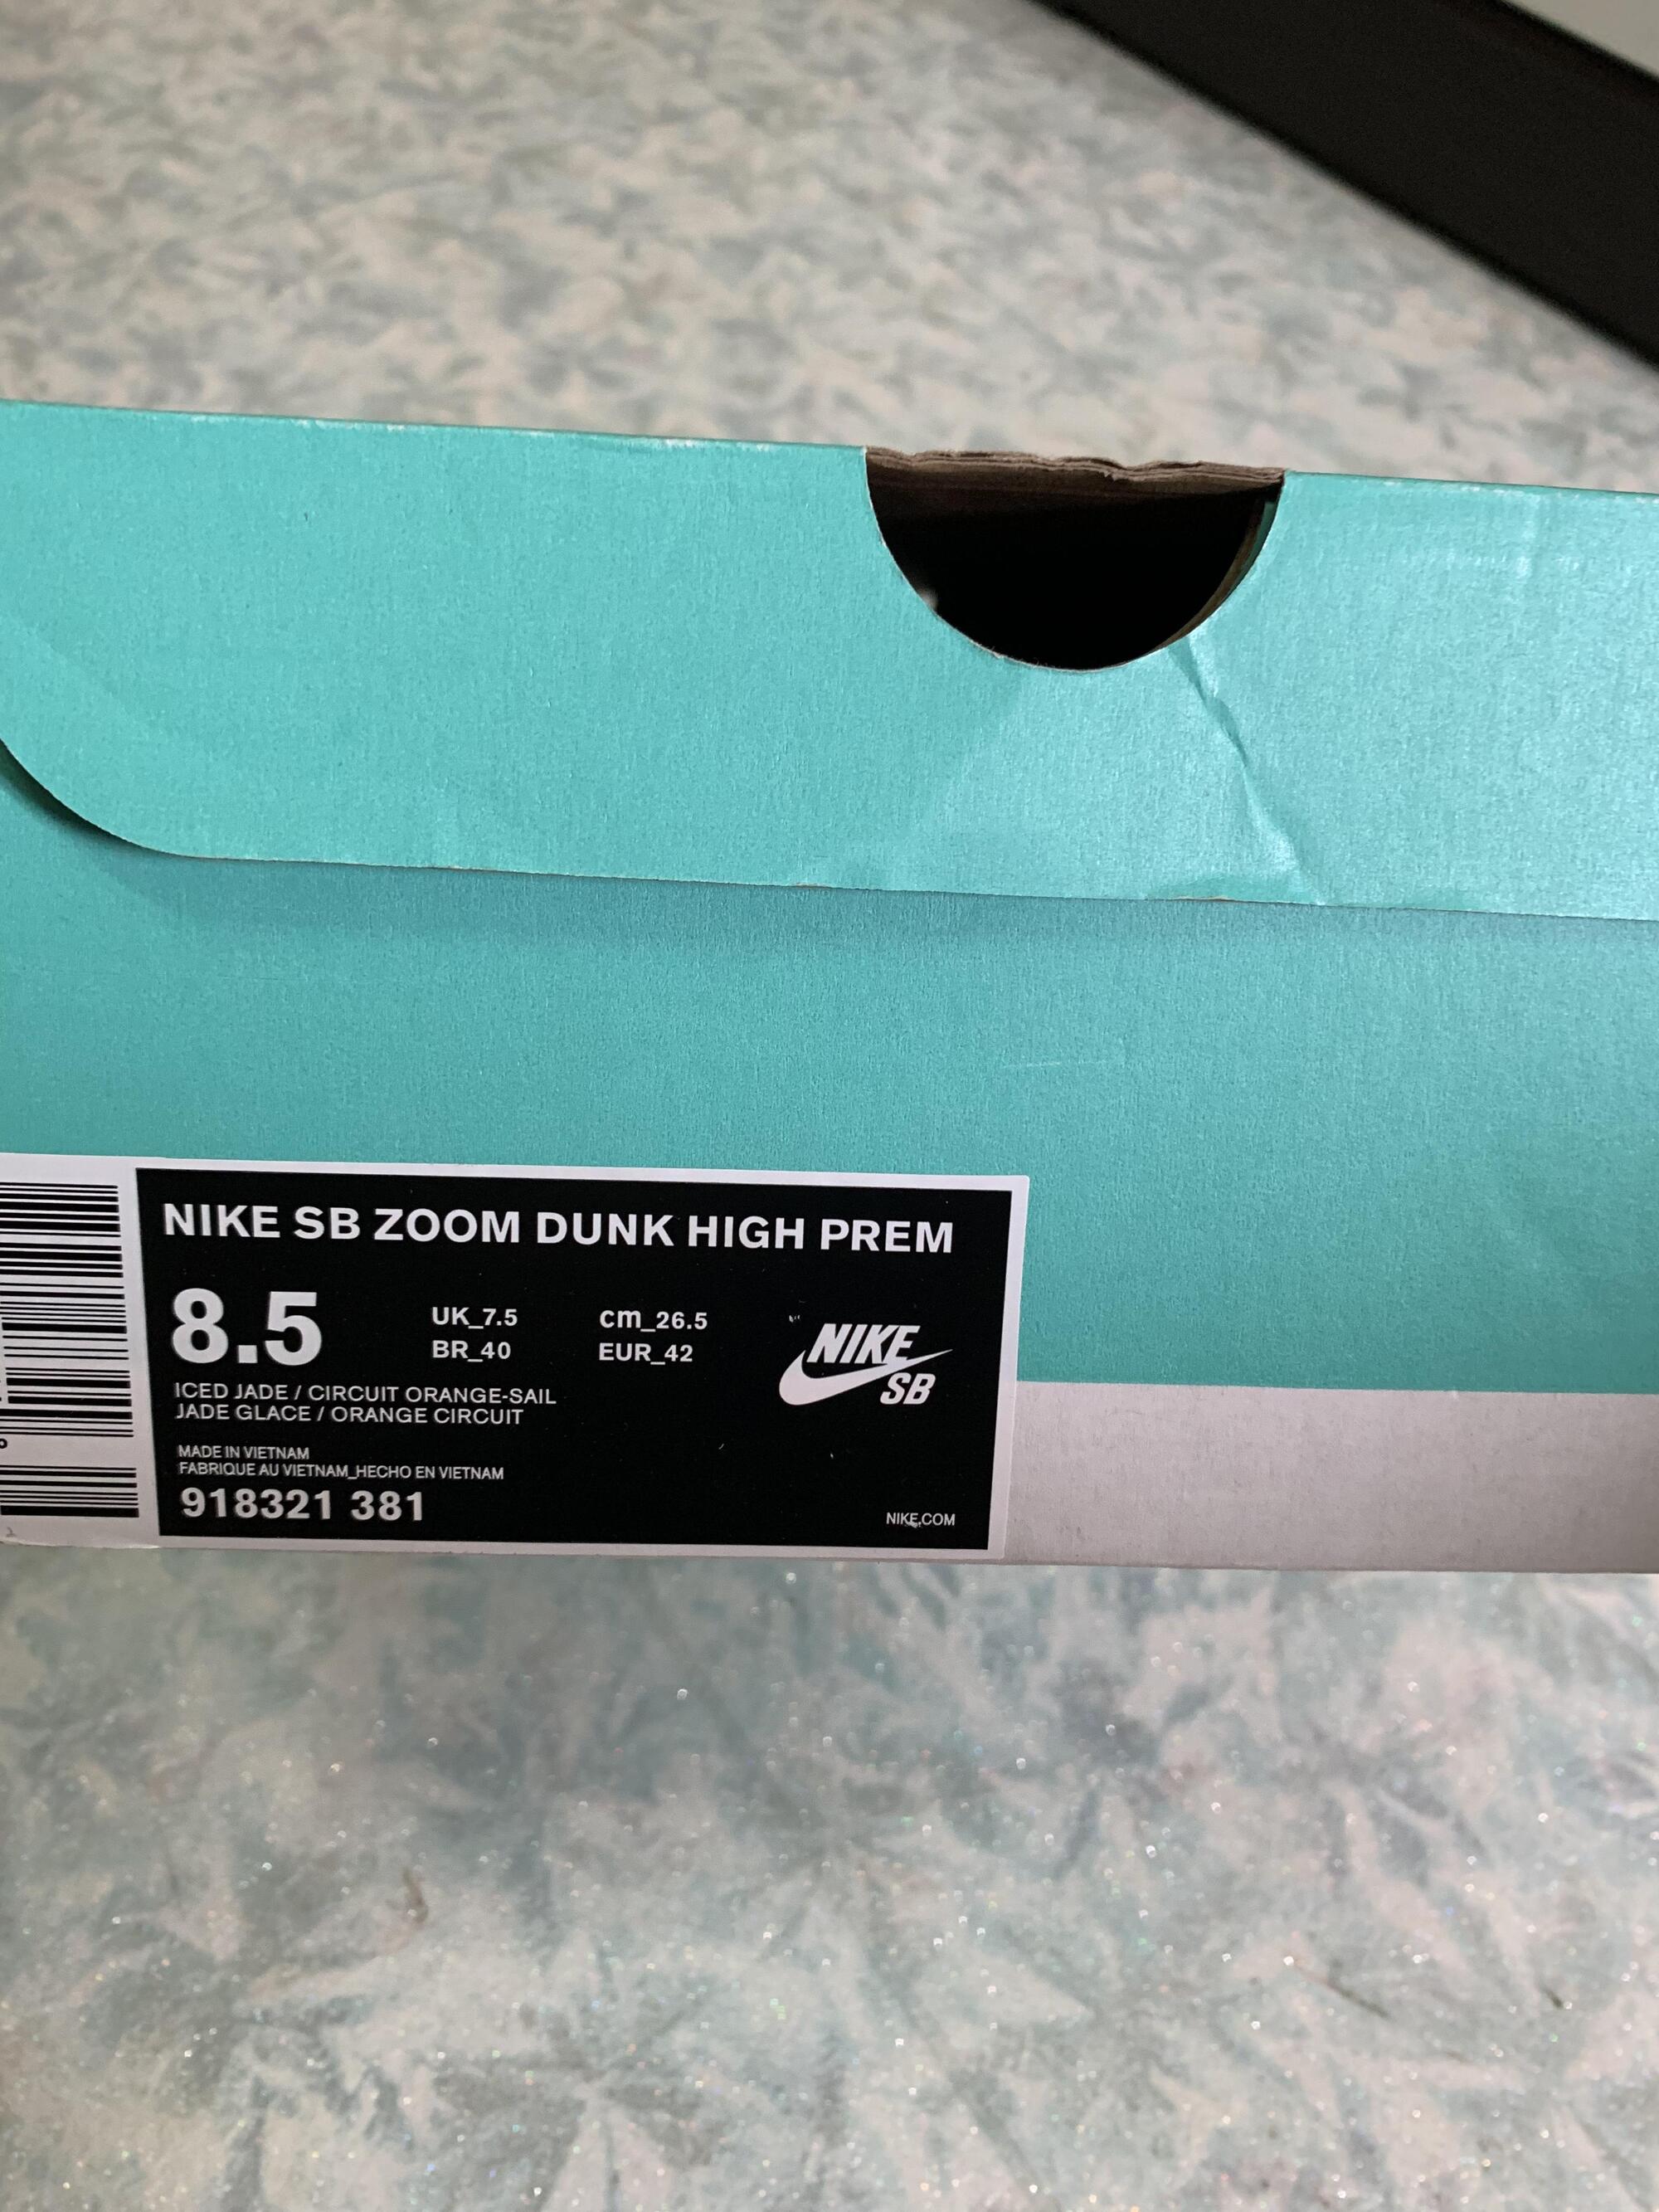 NIKE SB ZOOM DUNK HIGH PREM
8.5
UK_7.5 cm_26.5
BR_40 EUR_42
NIKE
SB
ICED JADE / CIRCUIT ORANGE-SAIL
JADE GLACE / ORANGE CIRCUIT
MADE IN VIETNAM
FABRIQUE AU VIETNAM_HECHO EN VIETNAM
918321 381
NIKE.COM